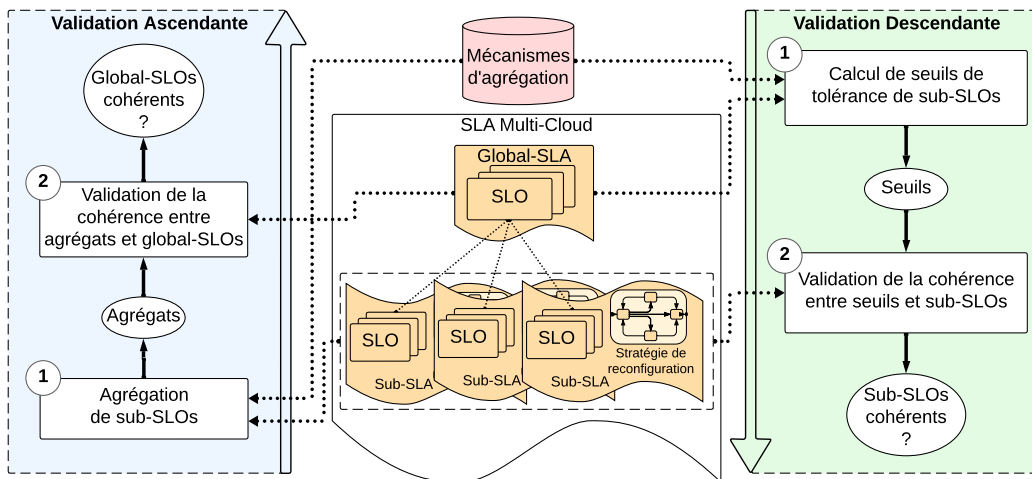 Validation Ascendante
Global-SLOs
cohérents
?
2
Validation de la
cohérence entre
agrégats et global-SLOs
Agrégats
1
Agrégation
de sub-SLOs
Mécanismes
d'agrégation
SLA Multi-Cloud
Global-SLA
SLO
SLO
Sub-SLA
SLO
Sub-SLA
SLO
Sub-SLA
Stratégie de
reconfiguration
Validation Descendante
1
Calcul de seuils de
tolérance de sub-SLOs
Seuils
2
Validation de la cohérence
entre seuils et sub-SLOs
Sub-SLOs
cohérents
?